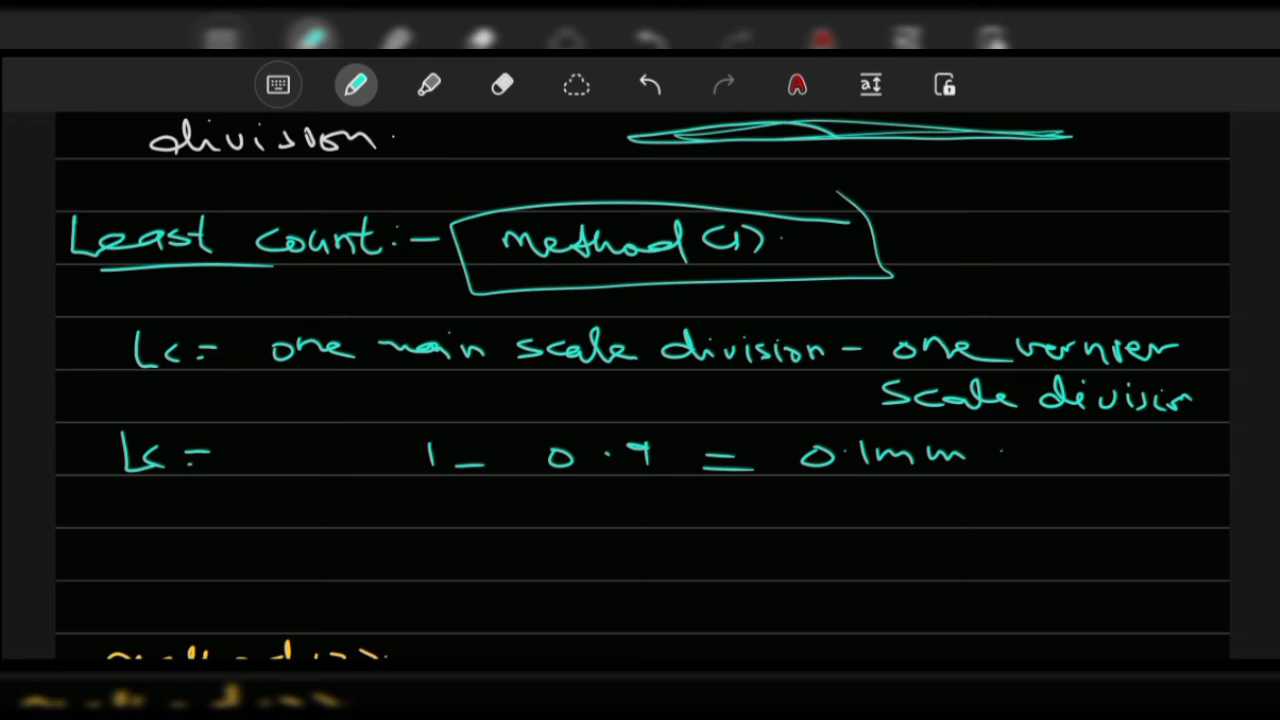 division.
Least count:- Method (1).
Lc = one main scale division - one vernier
scale division
Lc = 1 - 0.9 = 0.1mm.